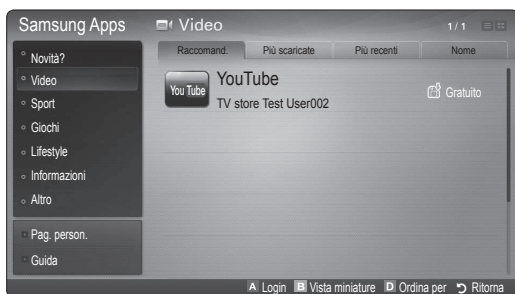 Samsung Apps
Video
1/1
Novità?
Video
Sport
Giochi
Lifestyle
Informazioni
Altro
Pag. person.
Guida
Raccomand. Più scaricate Più recenti Nome
You Tube
YouTube
TV store Test User002
Gratuito
A Login B Vista miniature D Ordina per Ritorna